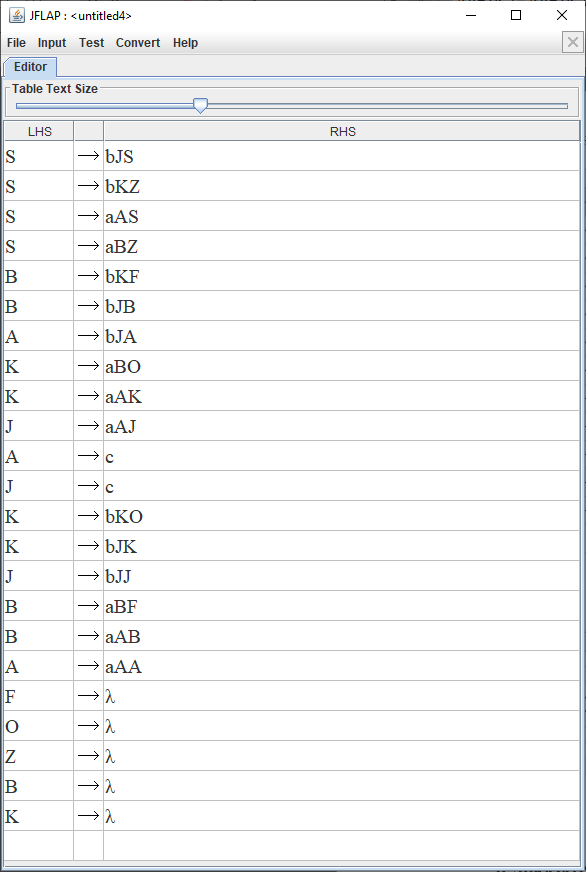 JFLAP : <untitled4>
File Input Test Convert Help
Editor
Table Text Size
LHS RHS
S → bJS
S → bKZ
S → aAS
S → aBZ
B → bKF
B → bJB
A → bJA
K → aBO
K → aAK
J → aAJ
A → c
J → c
K → bKO
K → bJK
J → bJJ
B → aBF
B → aAB
A → aAA
F → λ
O → λ
Z → λ
B → λ
K → λ